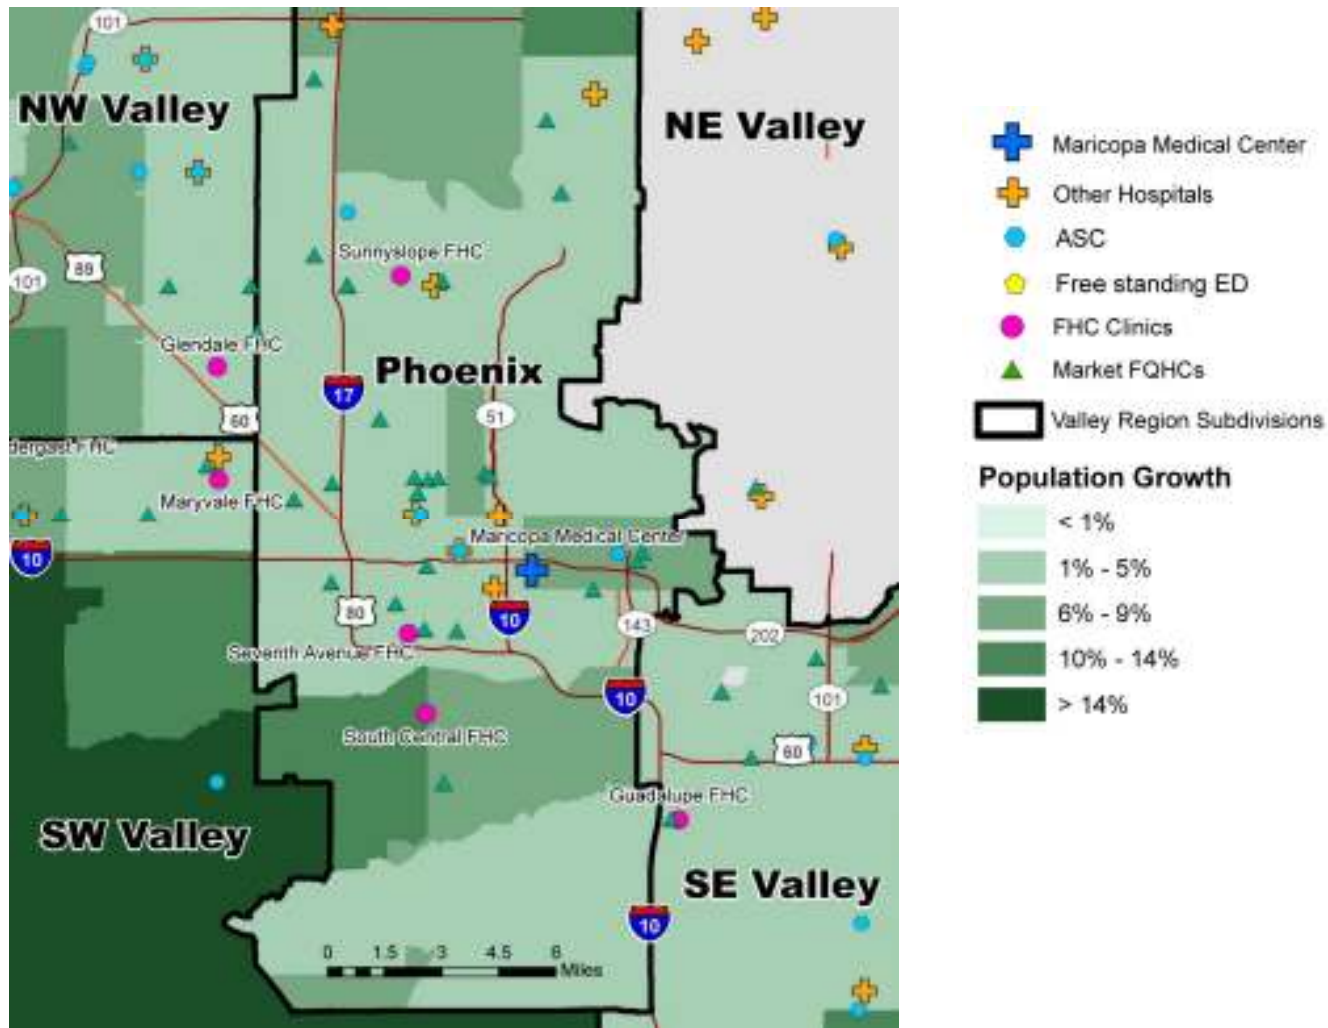 101
NW Valley
NE Valley
Maricopa Medical Center
Other Hospitals
ASC
Free standing ED
FHC Clinics
Market FQHCs
Valley Region Subdivisions
Population Growth
< 1%
1% - 5%
6% - 9%
10% - 14%
> 14%
Sunnyslope FHC
101
Glendale FHC
Phoenix
17
51
60
dergast FHC
Maryvale FHC
Maricopa Medical Center
10
80
10
143
202
Seventh Avenue FHC
10
101
South Central FHC
60
Guadalupe FHC
SW Valley
SE Valley
10
0 1.5 3 4.5 6
Miles